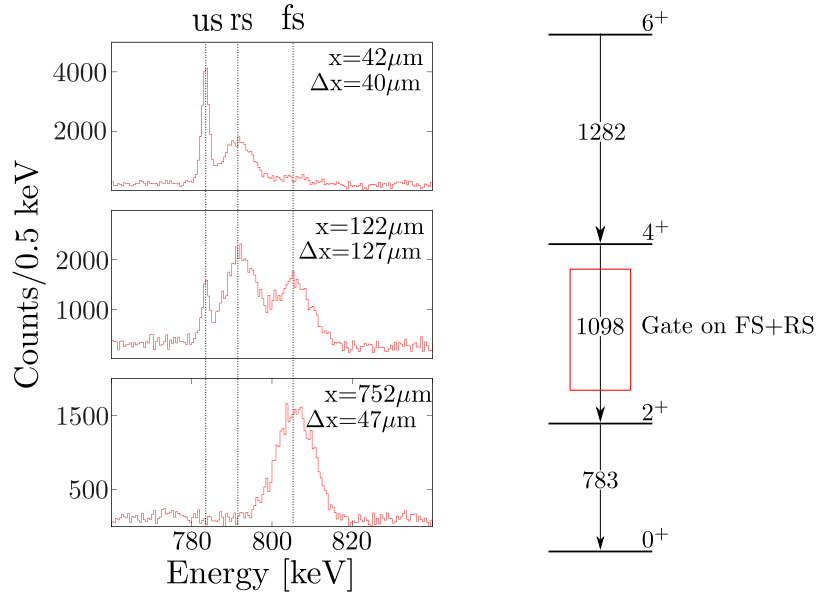 us rs fs
x=42μm
Δx=40μm
4000
2000
x=122μm
Δx=127μm
2000
1000
x=752μm
Δx=47μm
1500
500
780 800 820
Energy [keV]
Counts/0.5 keV
6+
1282
4+
1098
Gate on FS+RS
2+
783
0+